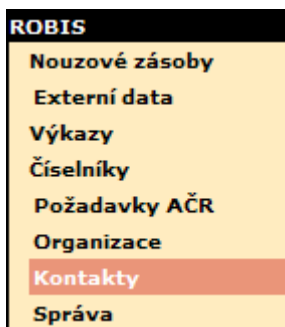 ROBIS
Nouzové zásoby
Externí data
Výkazy
Číselníky
Požadavky AČR
Organizace
Kontakty
Správa